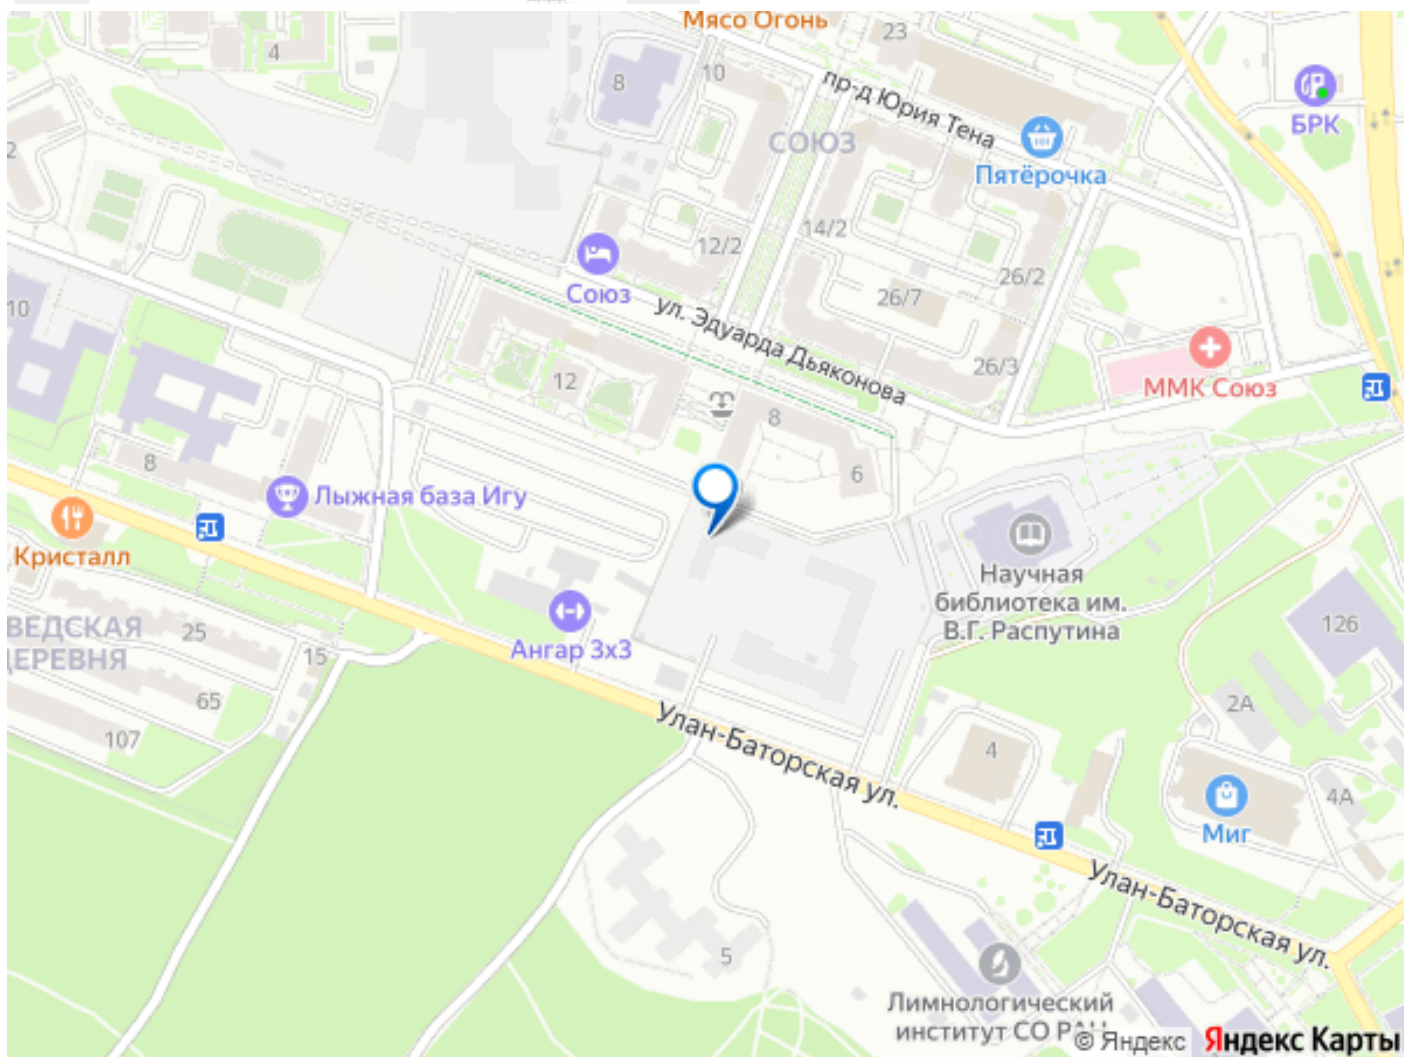 Мясо Огонь
23
4
8
10
пр-д Юрия Тена
БРК
СОЮЗ
Пятёрочка
2
14/2
12/2
26/2
Союз
26/7
10
ул. Эдуарда Дьяконова
26/3
ММК Союз
12
8
8
6
Лыжная база Игу
Кристалл
Научная
библиотека им.
В.Г. Распутина
ВЕДСКАЯ
ЕРЕВНЯ
25
15
Ангар 3х3
126
65
107
2А
Улан-Баторская ул.
4
4А
Миг
Улан-Баторская ул.
5
Лимнологический
институт СО РАН
© Яндекс
Яндекс Карты